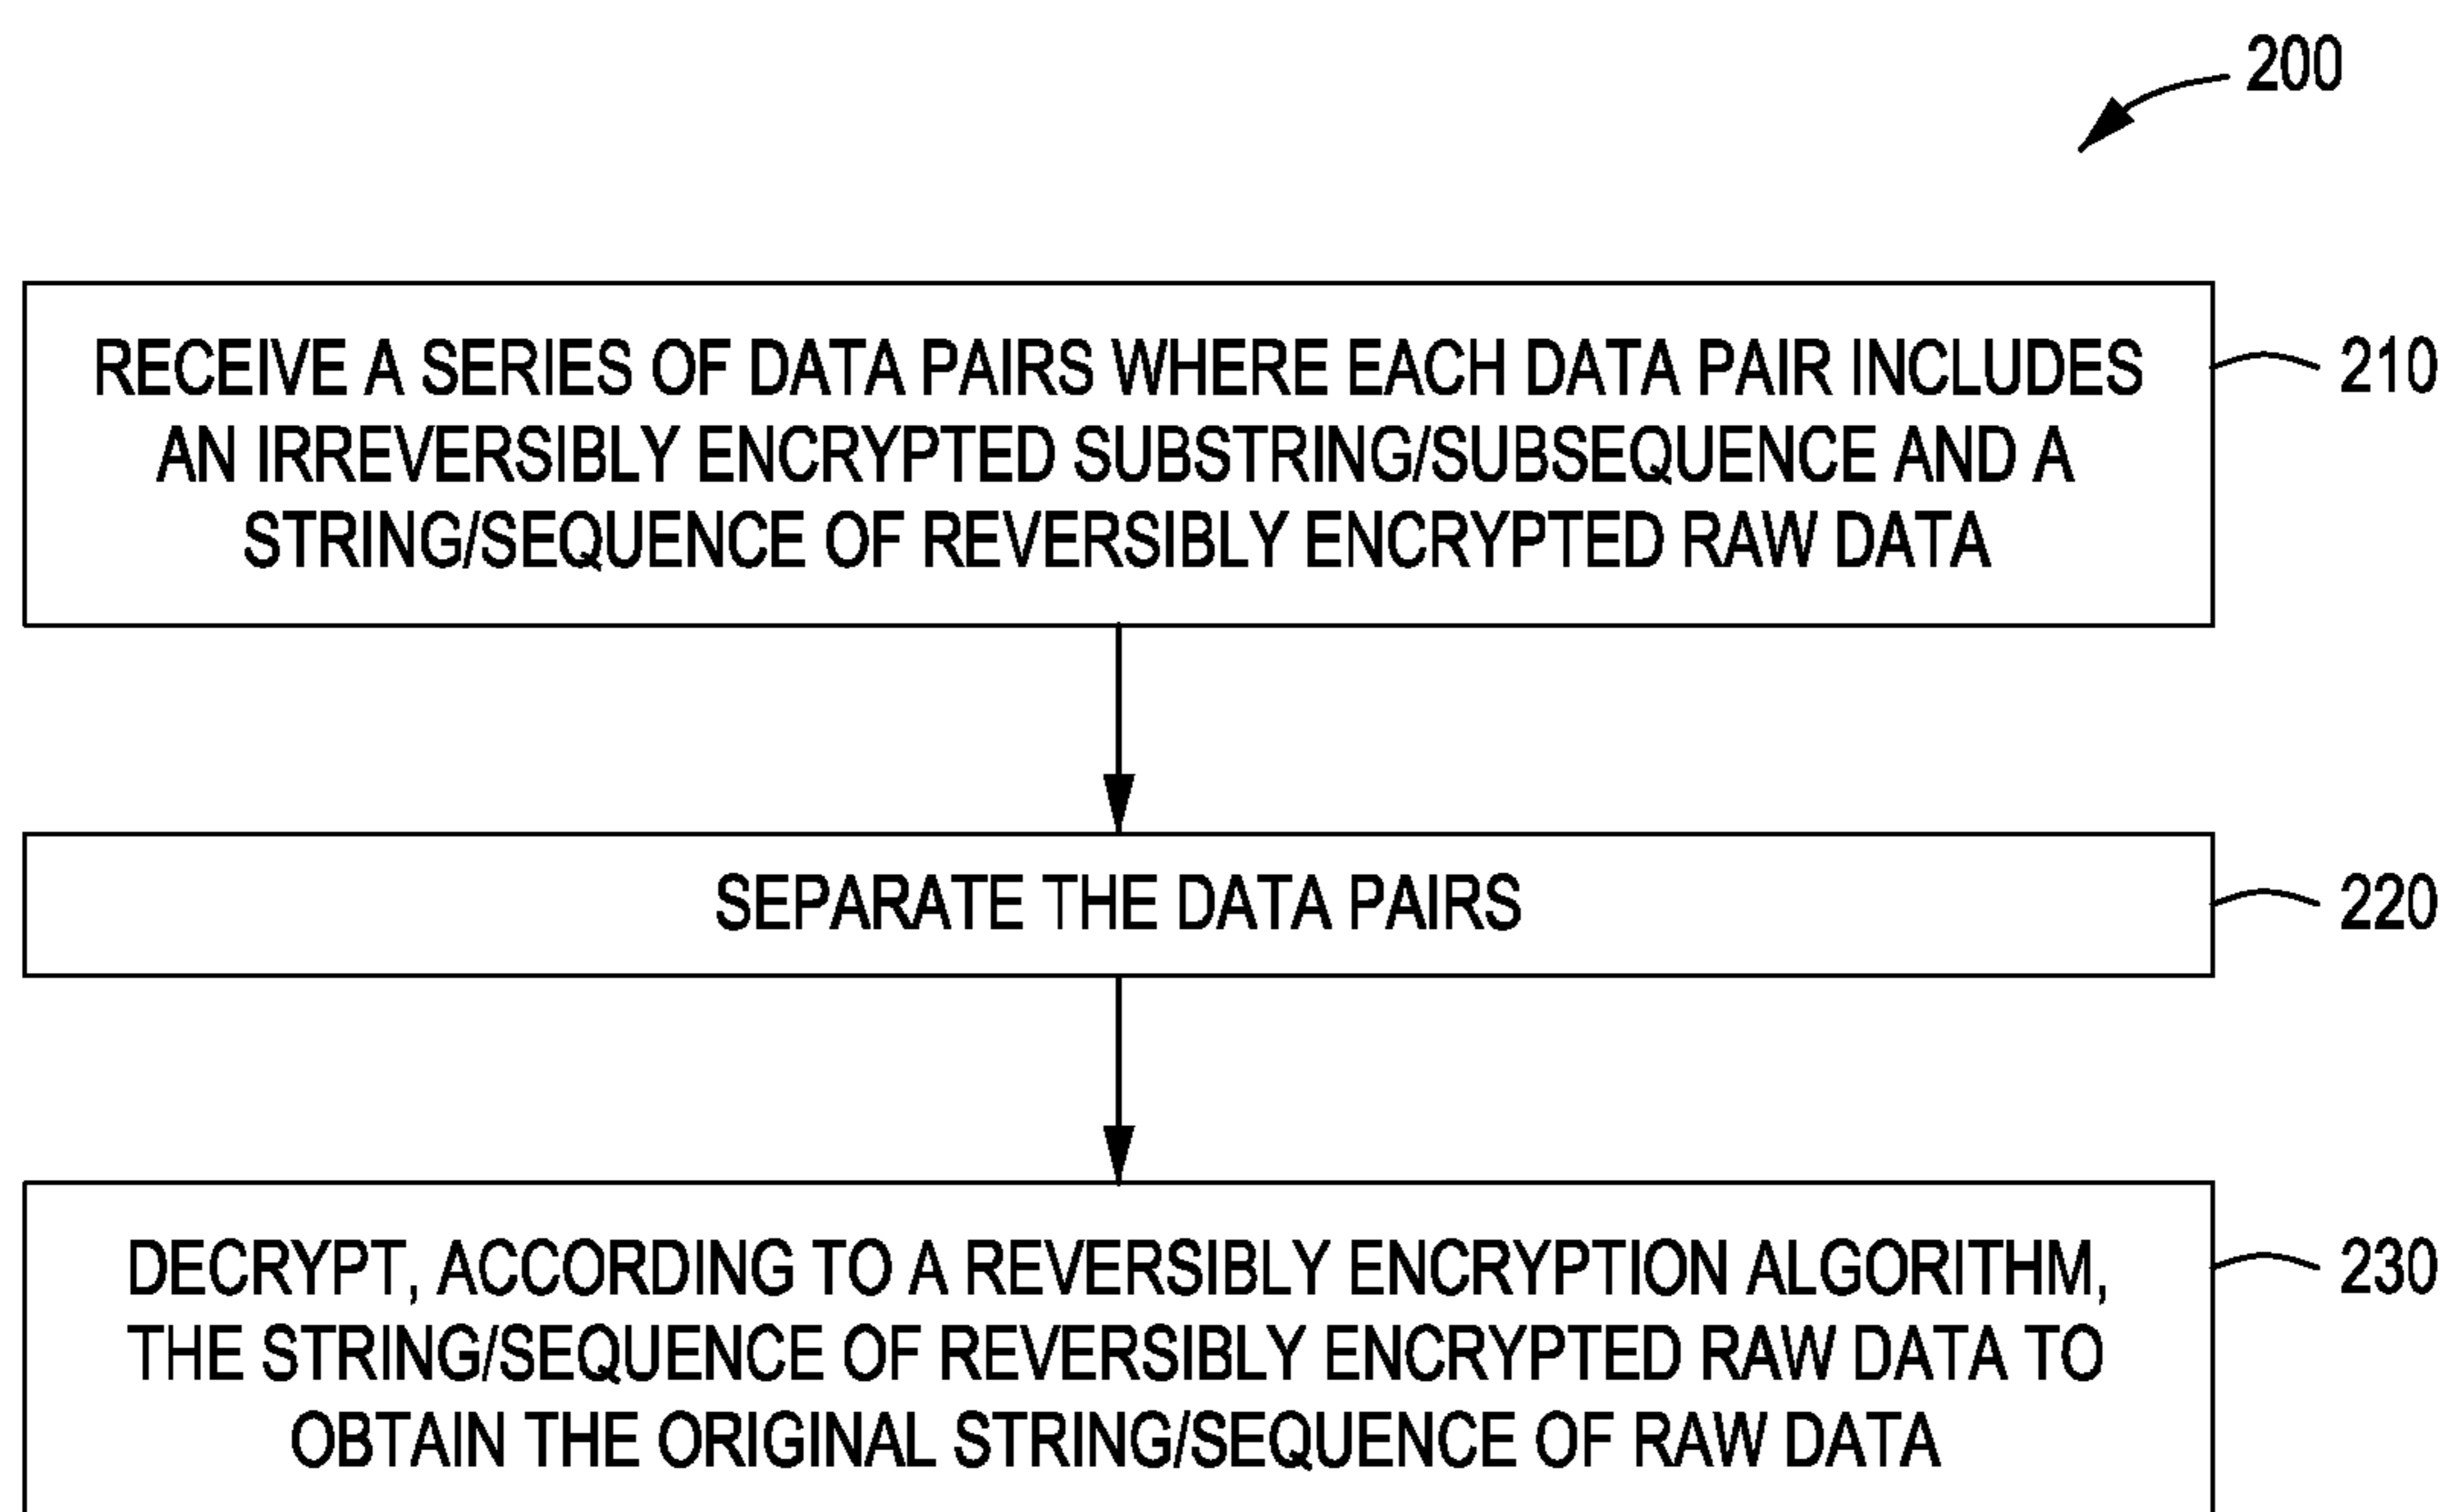 200
RECEIVE A SERIES OF DATA PAIRS WHERE EACH DATA PAIR INCLUDES
AN IRREVERSIBLY ENCRYPTED SUBSTRING/SUBSEQUENCE AND A
STRING/SEQUENCE OF REVERSIBLY ENCRYPTED RAW DATA
210
SEPARATE THE DATA PAIRS
220
DECRYPT, ACCORDING TO A REVERSIBLY ENCRYPTION ALGORITHM,
THE STRING/SEQUENCE OF REVERSIBLY ENCRYPTED RAW DATA TO
OBTAIN THE ORIGINAL STRING/SEQUENCE OF RAW DATA
230